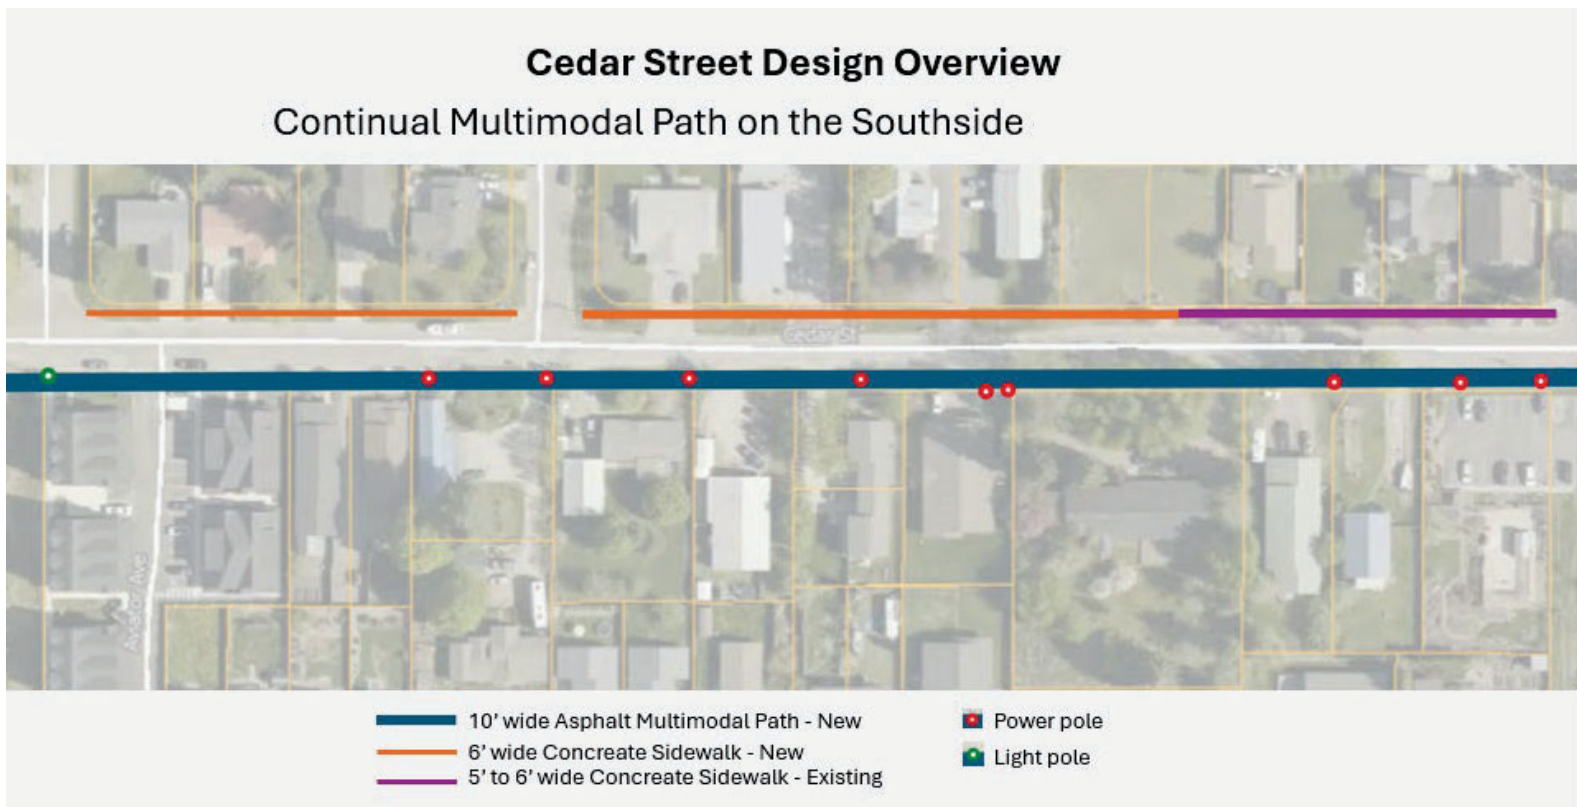 Cedar Street Design Overview
Continual Multimodal Path on the Southside
Cedar St
Aviator Ave
10’ wide Asphalt Multimodal Path - New
6’ wide Concreate Sidewalk - New
5’ to 6’ wide Concreate Sidewalk - Existing
Power pole
Light pole